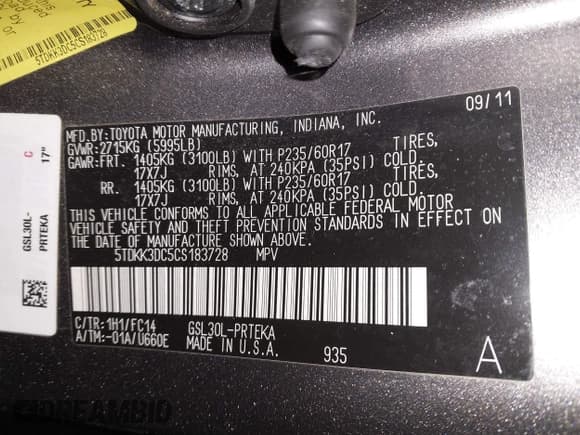 5TDKK3DC5CS183728
C
17"
GSL30L-
PRTEKA
09/11
MFD.BY:TOYOTA MOTOR MANUFACTURING, INDIANA, INC.
GVWR:2715KG (5995LB)
GAWR:FRT. 1405KG (3100LB) WITH P235/60R17 TIRES,
17X7J RIMS, AT 240KPA (35PSI) COLD.
RR. 1405KG (3100LB) WITH P235/60R17 TIRES,
17X7J RIMS, AT 240KPA (35PSI) COLD.
THIS VEHICLE CONFORMS TO ALL APPLICABLE FEDERAL MOTOR
VEHICLE SAFETY AND THEFT PREVENTION STANDARDS IN EFFECT ON
THE DATE OF MANUFACTURE SHOWN ABOVE.
5TDKK3DC5CS183728 MPV
C/TR:1H1/FC14 GSL30L-PRTEKA
A/TM:-01A/U660E MADE IN U.S.A. 935 A
DREAMBID